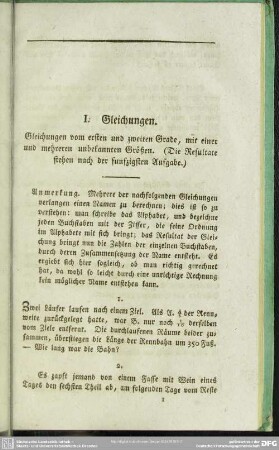 I. Gleichungen.
Gleichungen vom ersten und zweiten Grade, mit einer
und mehreren unbekannten Größen. (Die Resultate
stehen nach der funfzigsten Aufgabe.)
Anmerkung. Mehrere der nachfolgenden Gleichungen
verlangen einen Namen zu berechnen; dies ist so zu
verstehen: man schreibe das Alphabet, und bezeichne
jeden Buchstaben mit der Ziffer, die seine Ordnung
im Alphabete mit sich bringt; das Resultat der Glei-
chung bringt nun die Zahlen der einzelnen Buchstaben,
durch deren Zusammensetzung der Name entsteht. Es
ergiebt sich hier sogleich, ob man richtig gerechnet
hat, da wohl so leicht durch eine unrichtige Rechnung
kein möglicher Name entstehen kann.
1.
Zwei Läufer laufen nach einem Ziel. Als A. der Renn-
weite zurückgelegt hatte, war B. nur noch derselben
vom Ziele entfernt. Die durchlaufenen Räume beider zu-
sammen, überstiegen die Länge der Rennbahn um 350 Fuß.
— Wie lang war die Bahn?
2.
Es zapft jemand von einem Fasse mit Wein eines
Tages den sechsten Theil ab, am folgenden Tage vom Reste
1